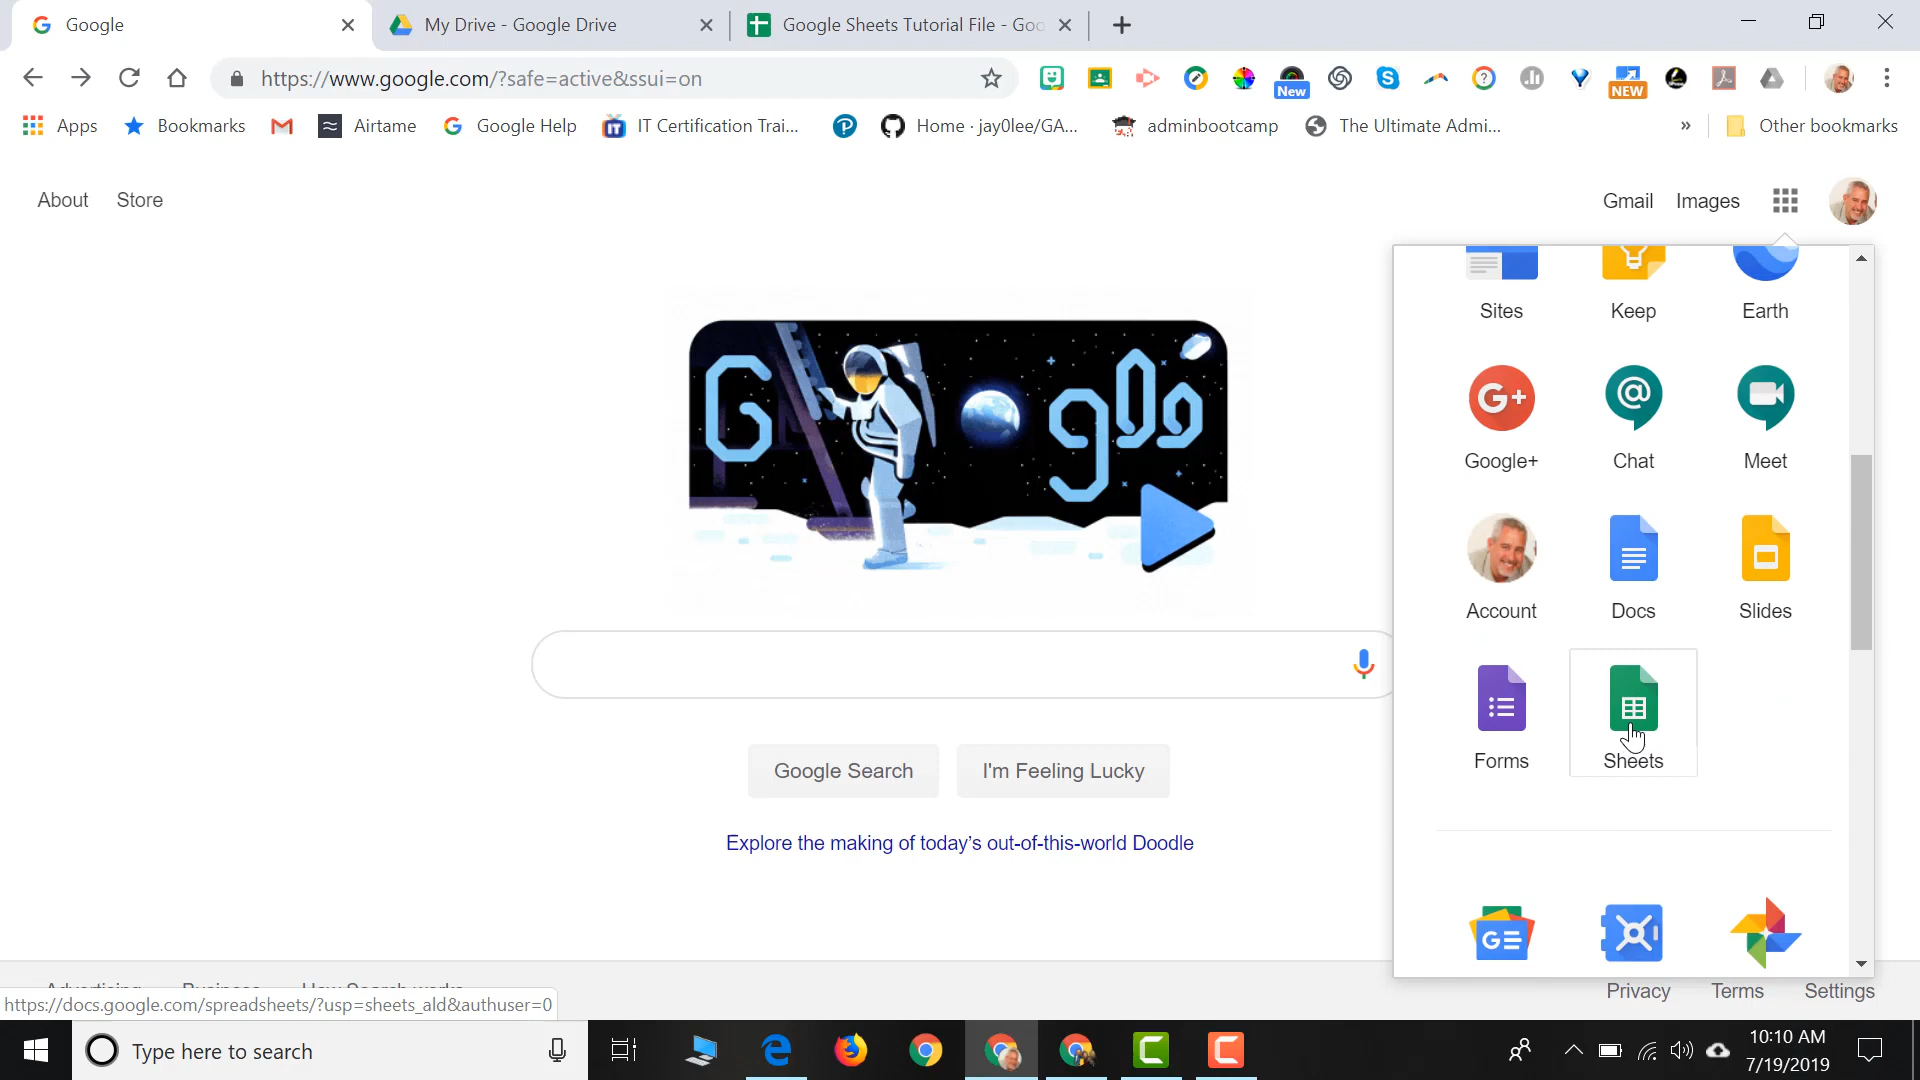 Google
My Drive - Google Drive
Google Sheets Tutorial File - Goo
https://www.google.com/?safe=active&ssui=on
New
NEW
Apps
Bookmarks
Airtame
Google Help
IT Certification Trai...
Home · jay0lee/GA...
adminbootcamp
The Ultimate Admi...
»
Other bookmarks
About
Store
Gmail
Images
Sites
Keep
Earth
G+
Google+
Chat
Meet
Account
Docs
Slides
Forms
Sheets
G
Google Search
I'm Feeling Lucky
Explore the making of today's out-of-this-world Doodle
Privacy
Terms
Settings
https://docs.google.com/spreadsheets/?usp=sheets_ald&authuser=0
Type here to search
10:10 AM
7/19/2019